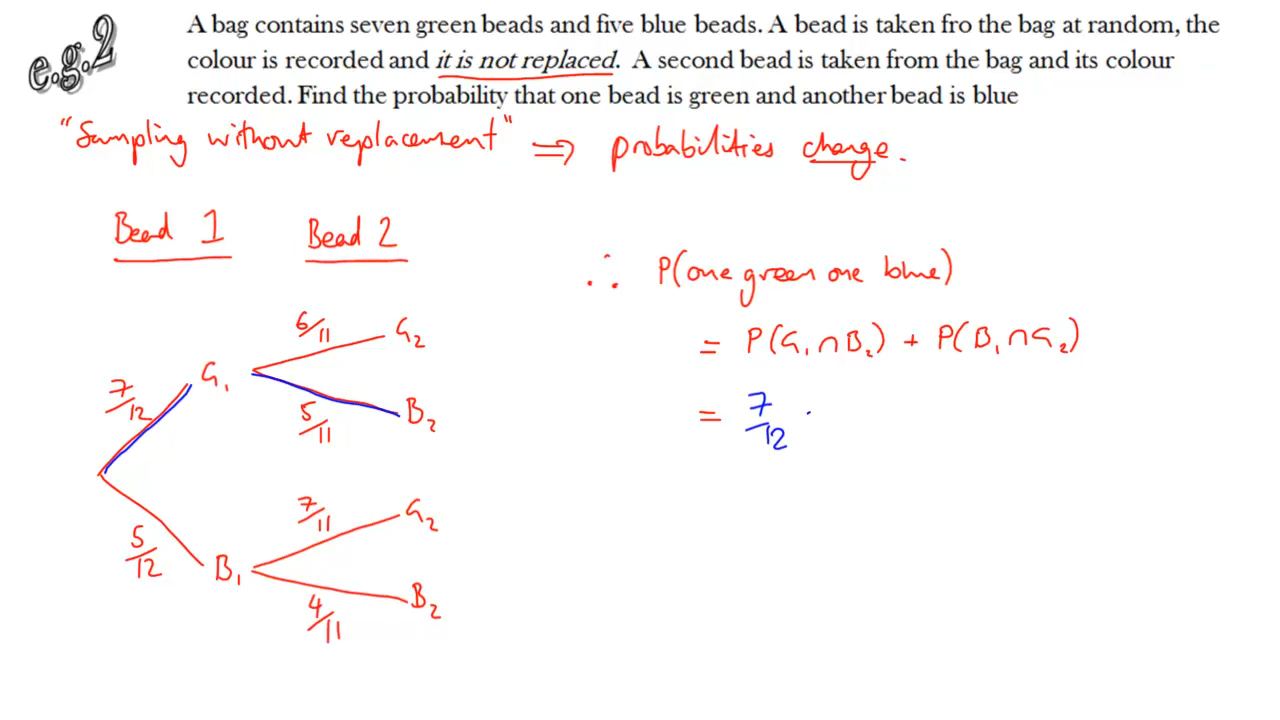 e.g.2
A bag contains seven green beads and five blue beads. A bead is taken fro the bag at random, the
colour is recorded and it is not replaced. A second bead is taken from the bag and its colour
recorded. Find the probability that one bead is green and another bead is blue
"Sampling without replacement" ⇒ probabilities change.
Bead 1 Bead 2
∴ P(one green one blue)
= P(G₁∩B₂) + P(B₁∩G₂)
= 7/12 ·
6/11 G₂
7/12 G₁
5/11 B₂
7/11 G₂
5/12 B₁
4/11 B₂